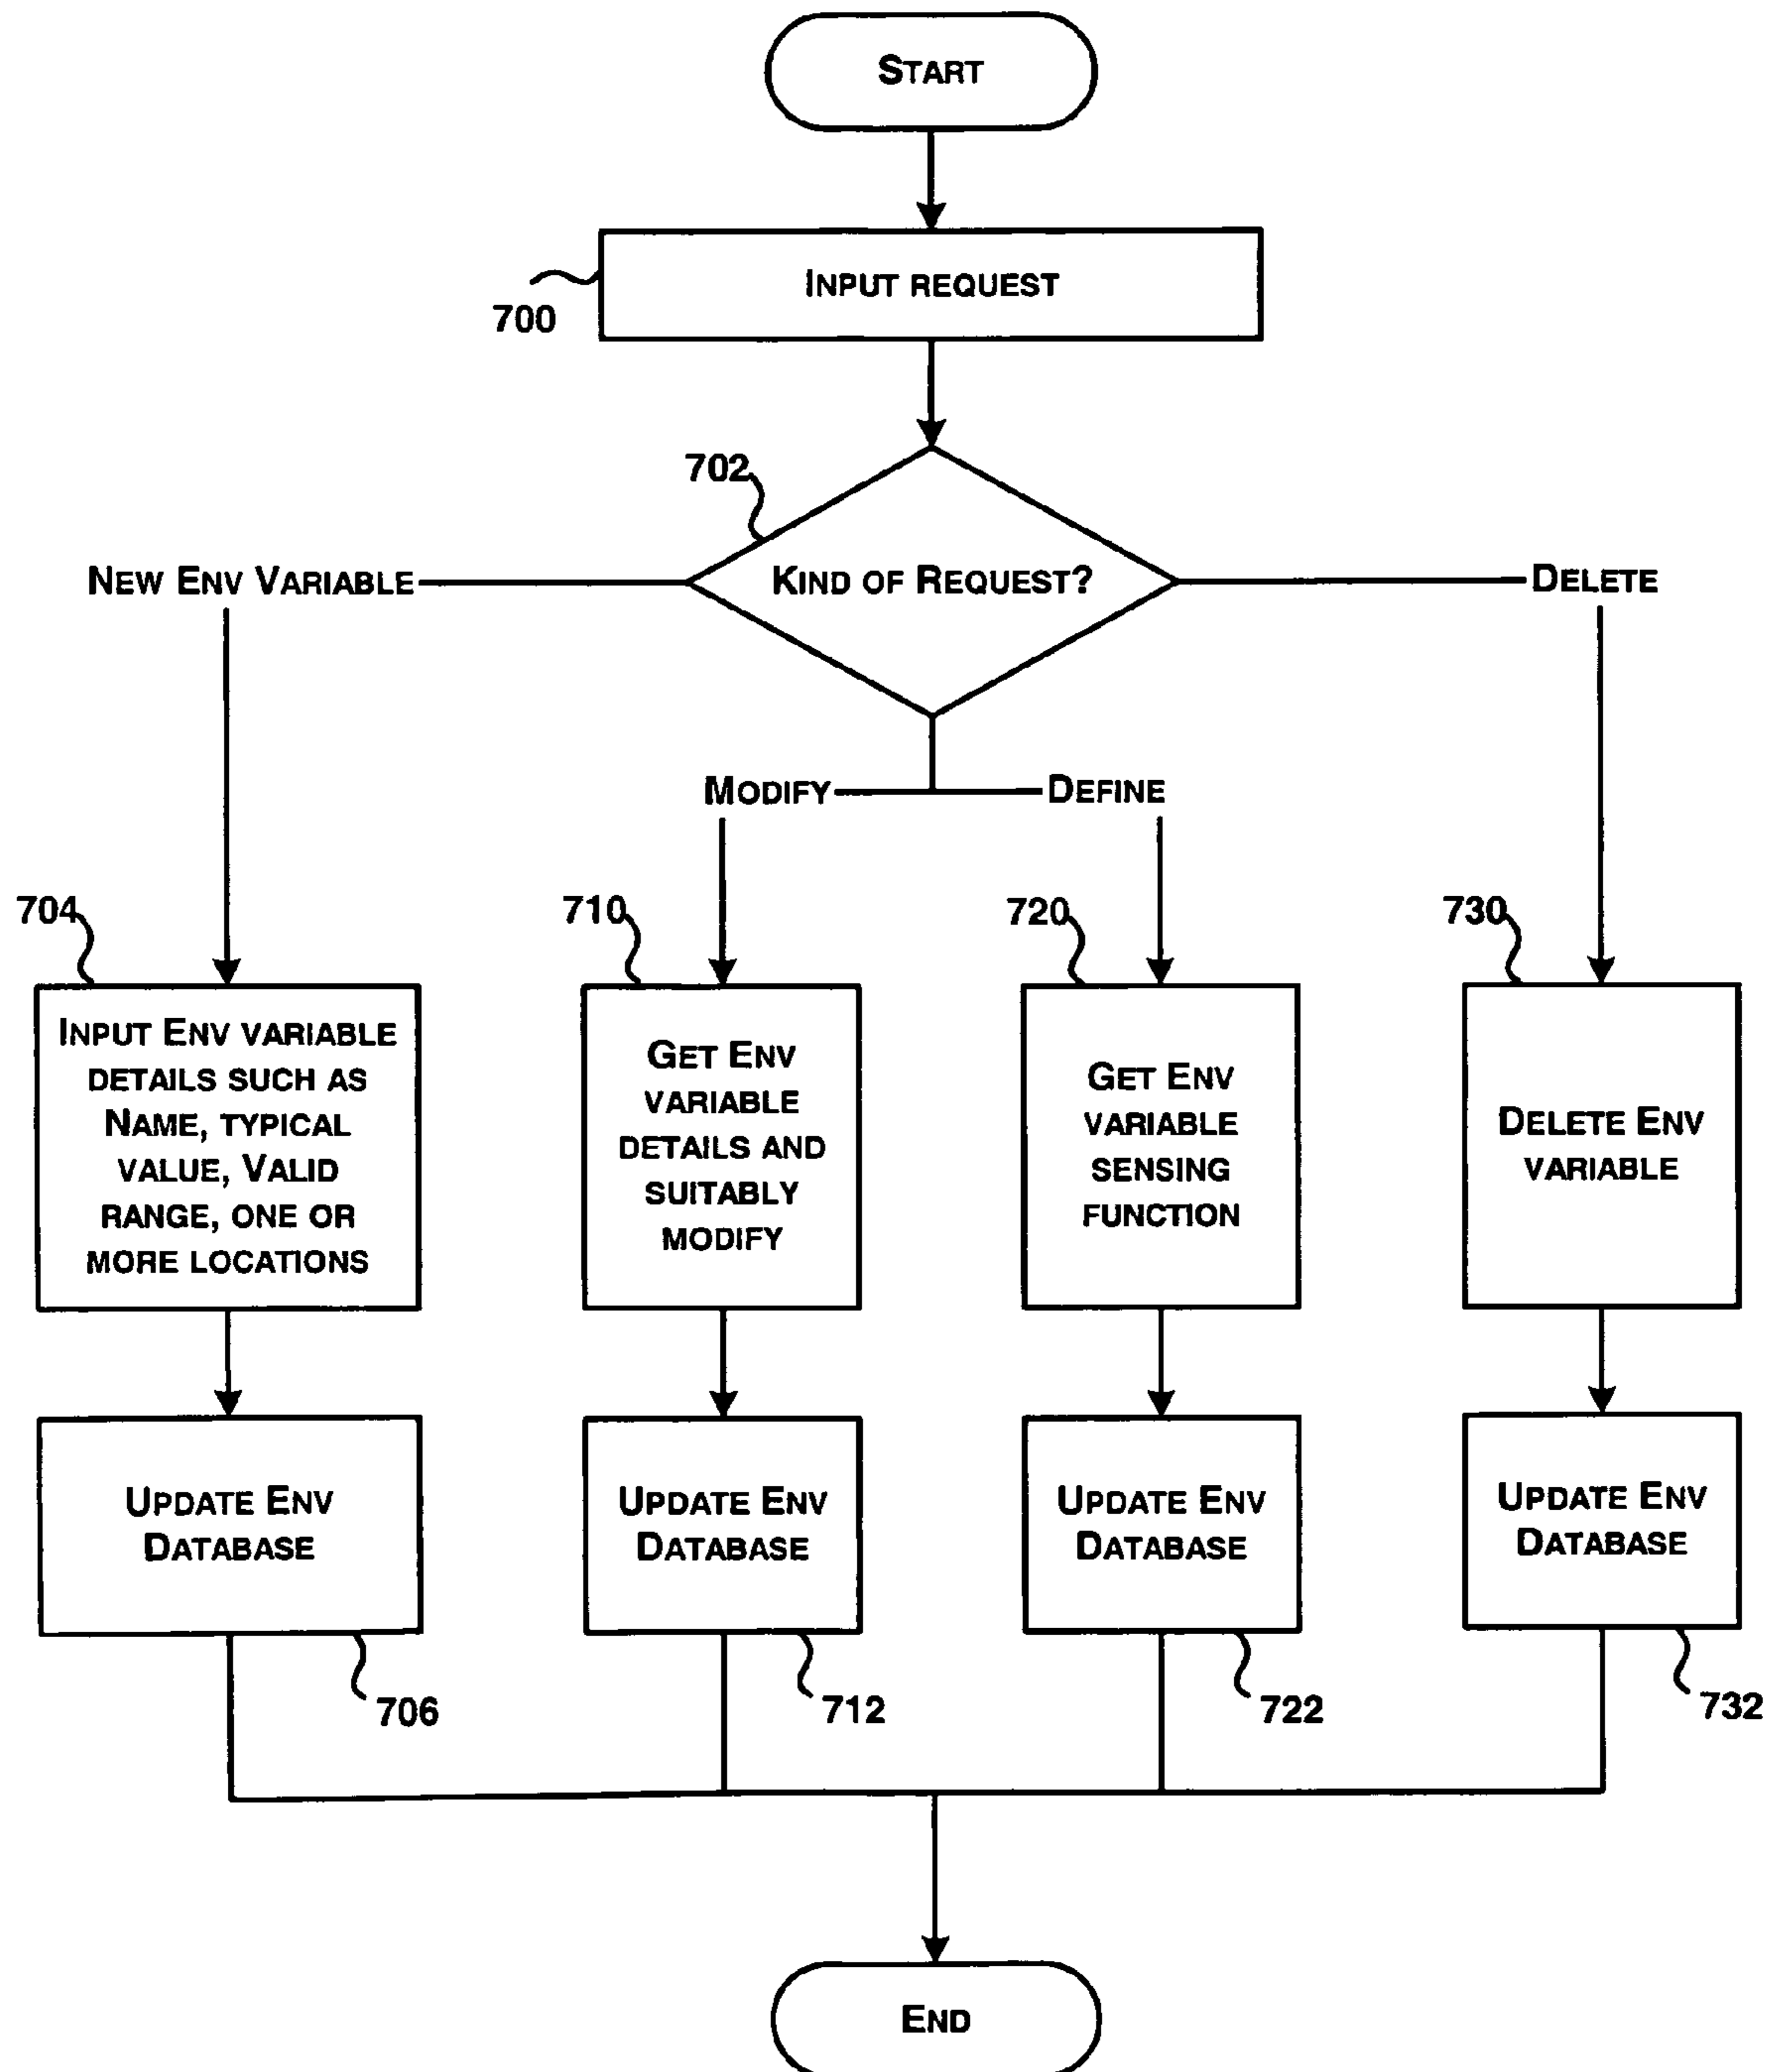 START
INPUT REQUEST
700
702
KIND OF REQUEST?
NEW ENV VARIABLE
DELETE
MODIFY
DEFINE
704
710
720
730
INPUT ENV VARIABLE
DETAILS SUCH AS
NAME, TYPICAL
VALUE, VALID
RANGE, ONE OR
MORE LOCATIONS
GET ENV
VARIABLE
DETAILS AND
SUITABLY
MODIFY
GET ENV
VARIABLE
SENSING
FUNCTION
DELETE ENV
VARIABLE
UPDATE ENV
DATABASE
UPDATE ENV
DATABASE
UPDATE ENV
DATABASE
UPDATE ENV
DATABASE
706
712
722
732
END